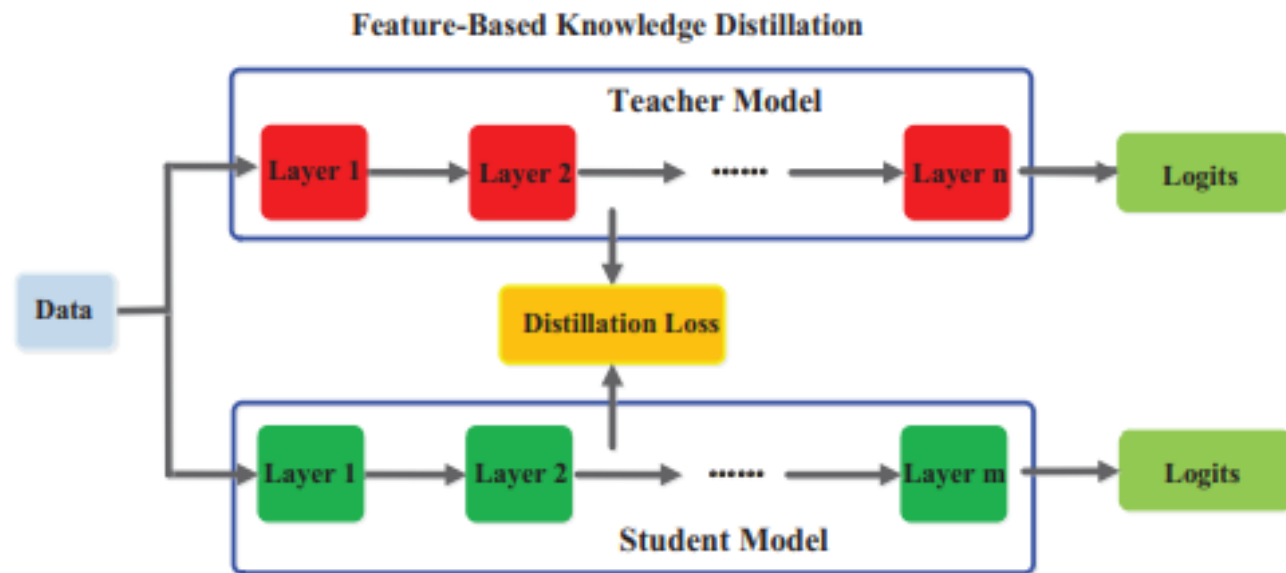 Feature-Based Knowledge Distillation
Teacher Model
Layer 1
Layer 2
......
Layer n
Logits
Data
Distillation Loss
Layer 1
Layer 2
......
Layer m
Logits
Student Model